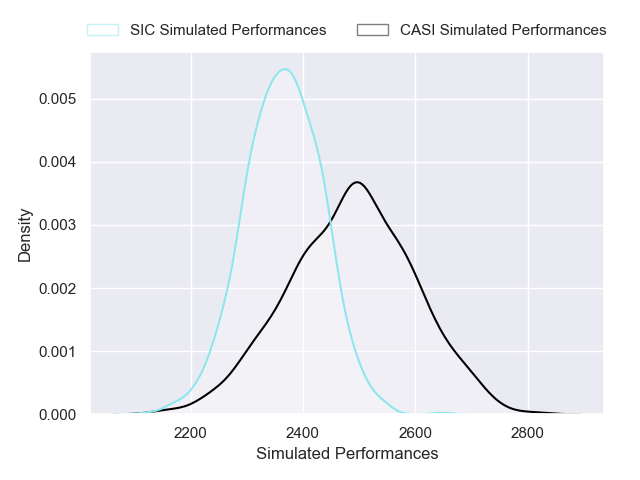 SIC Simulated Performances CASI Simulated Performances
0.005
0.004
0.003
0.002
0.001
0.000
Density
2200 2400 2600 2800
Simulated Performances